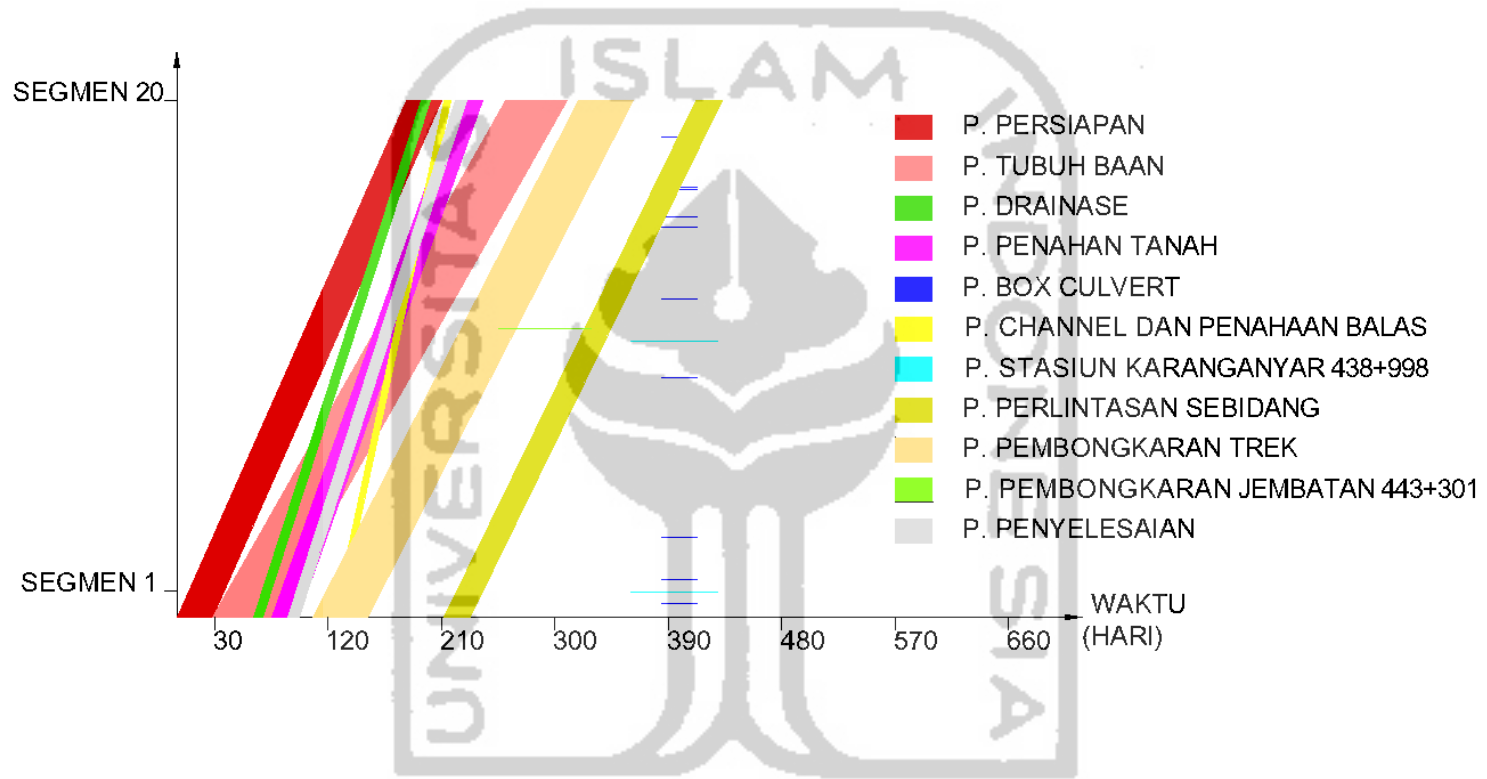 ISLAM
UNIVERSITAS
INDONESIA
SEGMEN 20
SEGMEN 1
P. PERSIAPAN
P. TUBUH BAAN
P. DRAINASE
P. PENAHAN TANAH
P. BOX CULVERT
P. CHANNEL DAN PENAHAAN BALAS
P. STASIUN KARANGANYAR 438+998
P. PERLINTASAN SEBIDANG
P. PEMBONGKARAN TREK
P. PEMBONGKARAN JEMBATAN 443+301
P. PENYELESAIAN
30 120 210 300 390 480 570 660
WAKTU
(HARI)